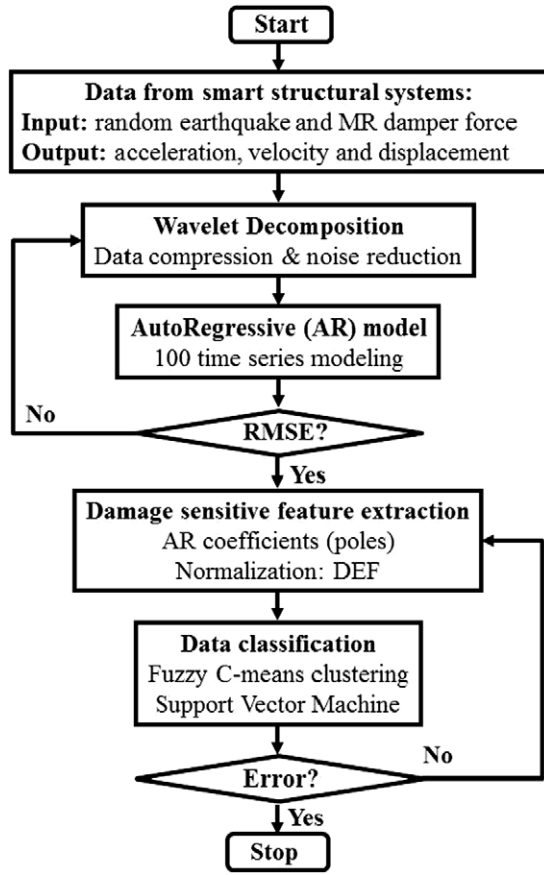 Start
Data from smart structural systems:
Input: random earthquake and MR damper force
Output: acceleration, velocity and displacement
Wavelet Decomposition
Data compression & noise reduction
AutoRegressive (AR) model
100 time series modeling
No
RMSE?
Yes
Damage sensitive feature extraction
AR coefficients (poles)
Normalization: DEF
Data classification
Fuzzy C-means clustering
Support Vector Machine
No
Error?
Yes
Stop